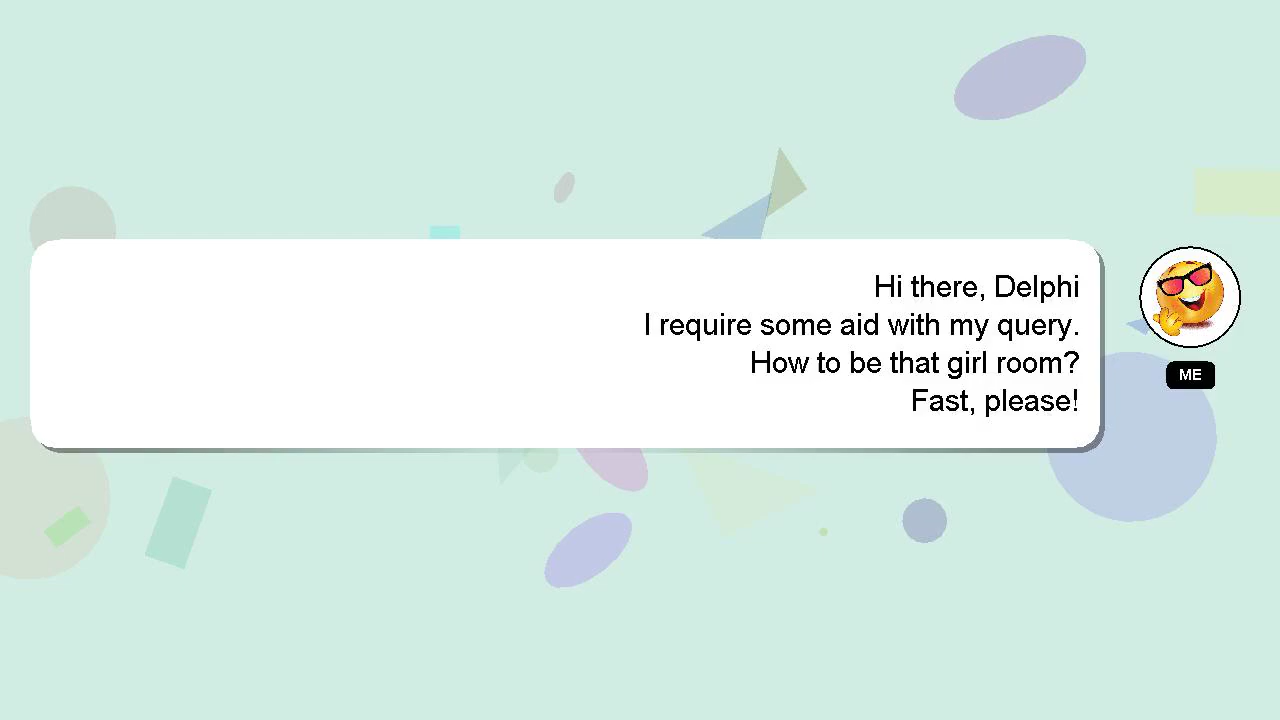 Hi there, Delphi
I require some aid with my query.
How to be that girl room?
Fast, please!
ME